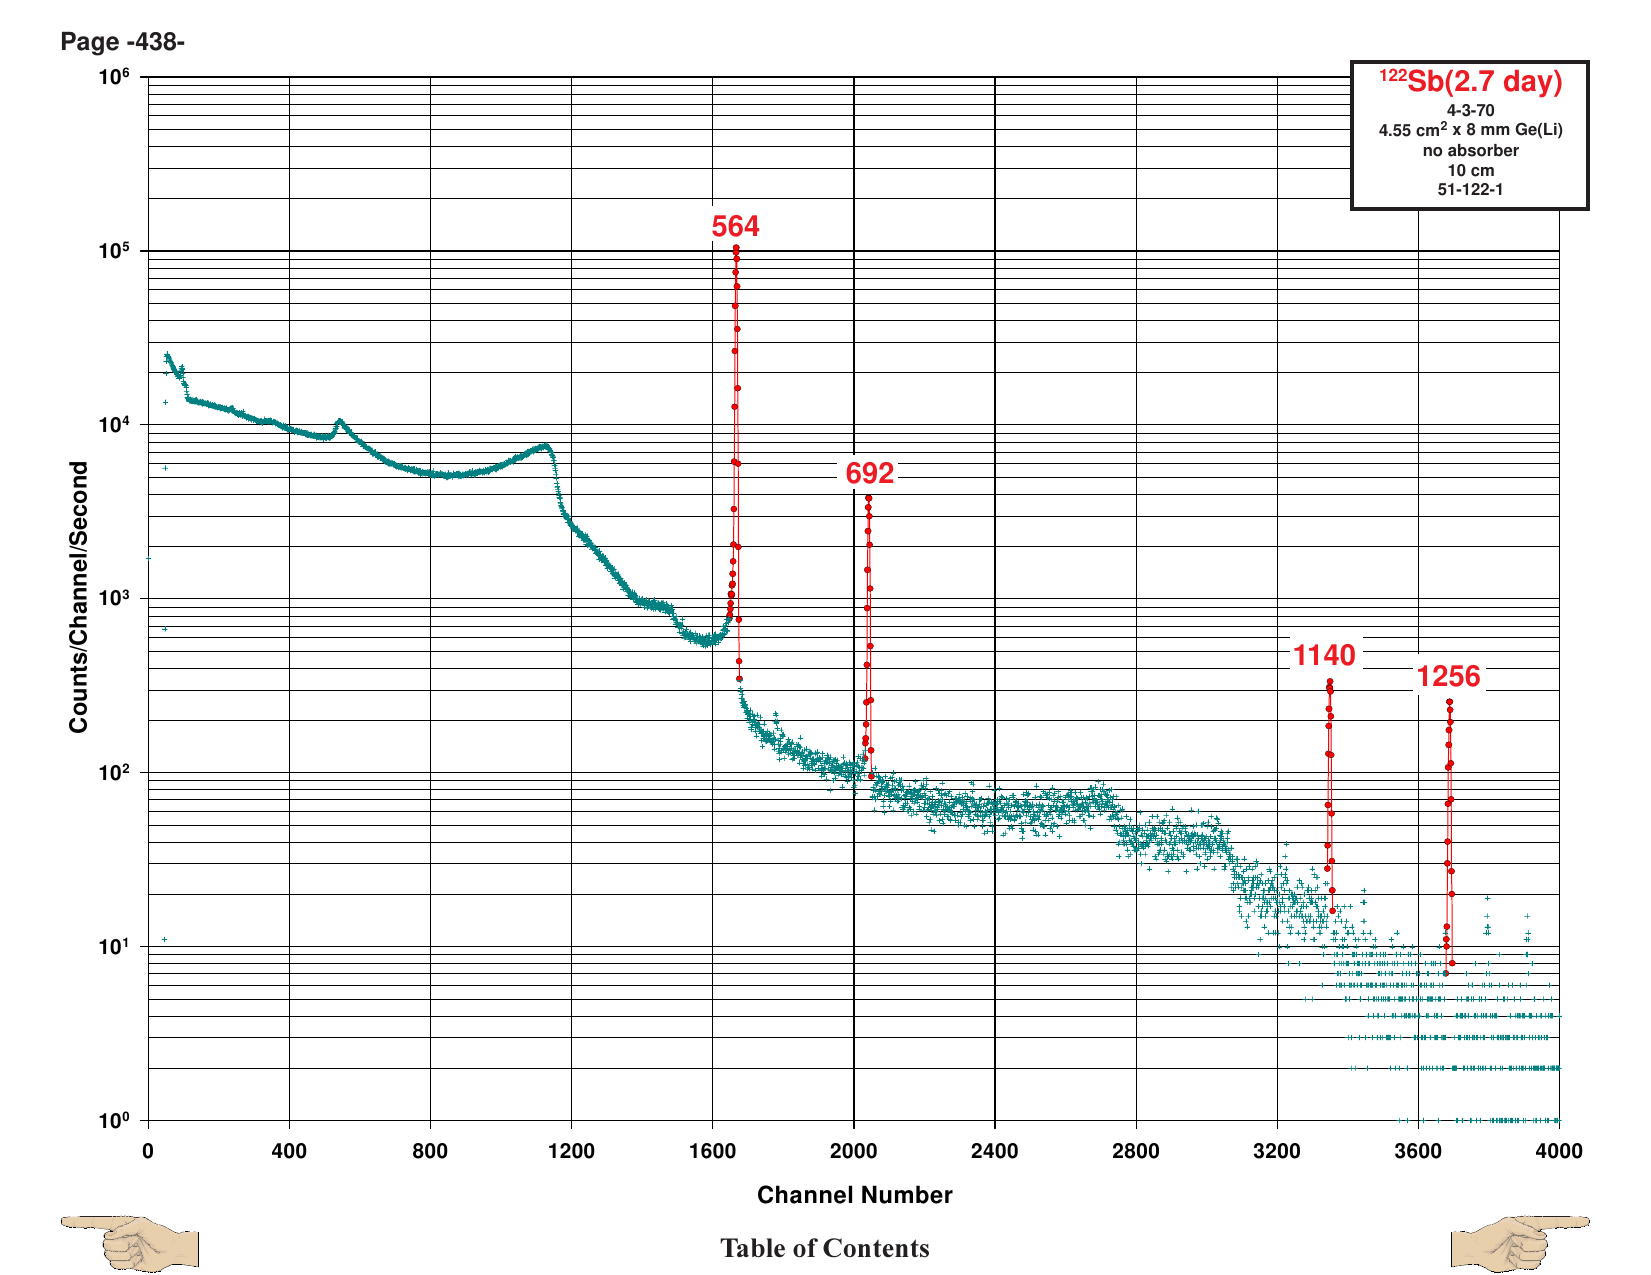 Page -438-
10⁶
10⁵
10⁴
10³
10²
10¹
10⁰
Counts/Channel/Second
¹²²Sb(2.7 day)
4-3-70
4.55 cm² x 8 mm Ge(Li)
no absorber
10 cm
51-122-1
564
692
1140
1256
0 400 800 1200 1600 2000 2400 2800 3200 3600 4000
Channel Number
Table of Contents